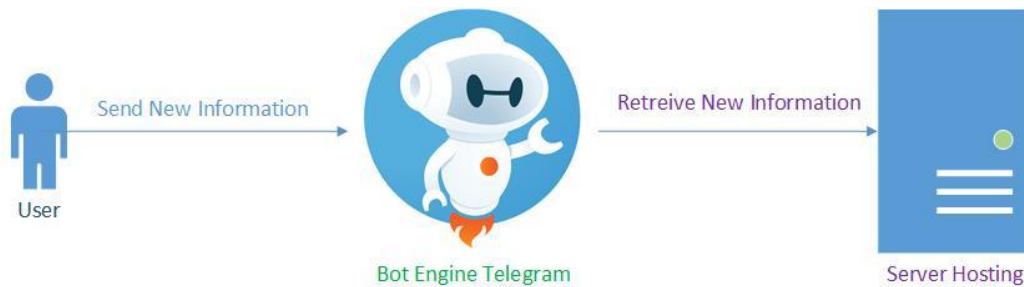 Send New Information
Retreive New Information
User
Bot Engine Telegram
Server Hosting